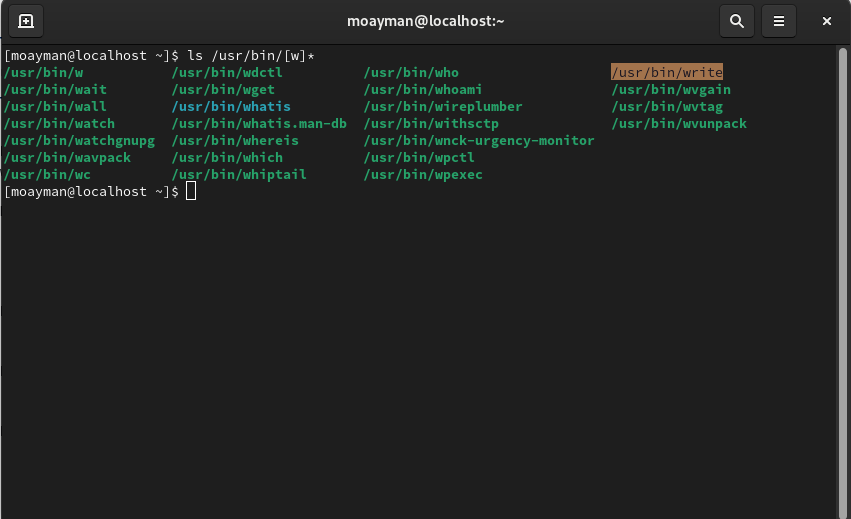 moayman@localhost:~
[moayman@localhost ~]$ ls /usr/bin/[w]*
/usr/bin/w /usr/bin/wdctl /usr/bin/who /usr/bin/write
/usr/bin/wait /usr/bin/wget /usr/bin/whoami /usr/bin/wvgain
/usr/bin/wall /usr/bin/whatis /usr/bin/wireplumber /usr/bin/wvtag
/usr/bin/watch /usr/bin/whatis.man-db /usr/bin/withsctp /usr/bin/wvunpack
/usr/bin/watchgnupg /usr/bin/whereis /usr/bin/wnck-urgency-monitor
/usr/bin/wavpack /usr/bin/which /usr/bin/wpctl
/usr/bin/wc /usr/bin/whiptail /usr/bin/wpexec
[moayman@localhost ~]$